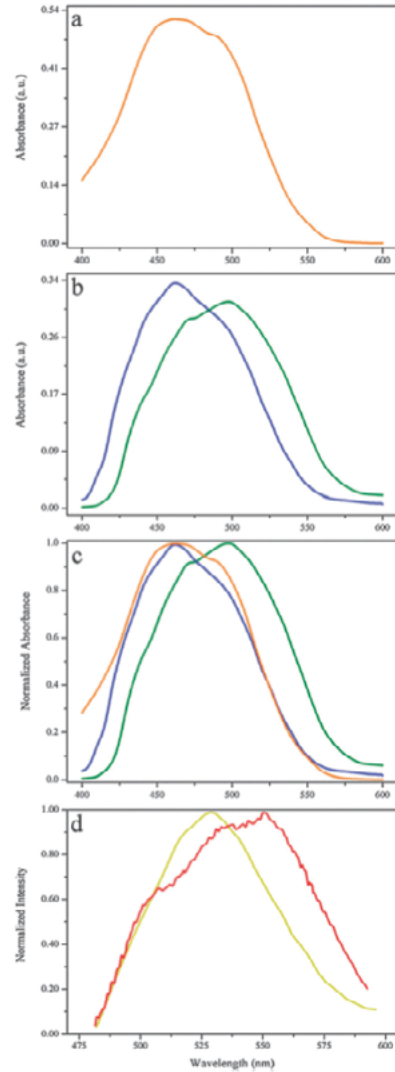 a
0.54
0.41
0.27
0.14
0.00
Absorbance (a.u.)
400 450 500 550 600
b
0.34
0.26
0.17
0.09
0.00
Absorbance (a.u.)
400 450 500 550 600
c
1.0
0.8
0.6
0.4
0.2
0.0
Normalized Absorbance
400 450 500 550 600
d
1.00
0.80
0.60
0.40
0.20
0.00
Normalized Intensity
475 500 525 550 575 600
Wavelength (nm)